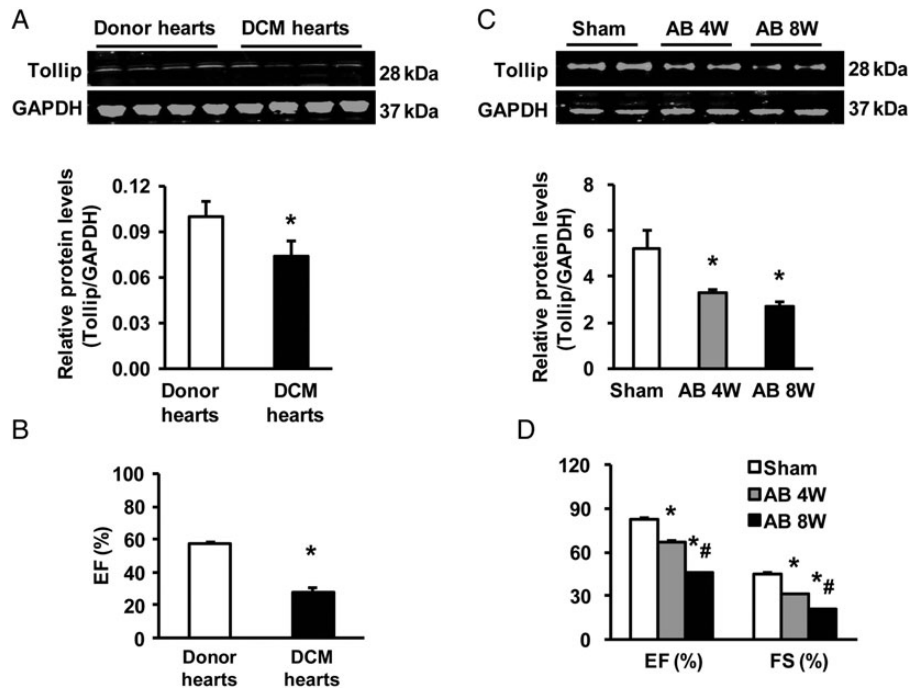 A
Donor hearts DCM hearts
Tollip 28 kDa
GAPDH 37 kDa
Relative protein levels
(Tollip/GAPDH)
0.12
0.09
0.06
0.03
0.00
*
Donor
hearts
DCM
hearts
B
EF (%)
100
80
60
40
20
0
*
Donor
hearts
DCM
hearts
C
Sham AB 4W AB 8W
Tollip 28 kDa
GAPDH 37 kDa
Relative protein levels
(Tollip/GAPDH)
8
6
4
2
0
* *
Sham AB 4W AB 8W
D
120
90
60
30
0
Sham
AB 4W
AB 8W
* *# * *#
EF (%) FS (%)